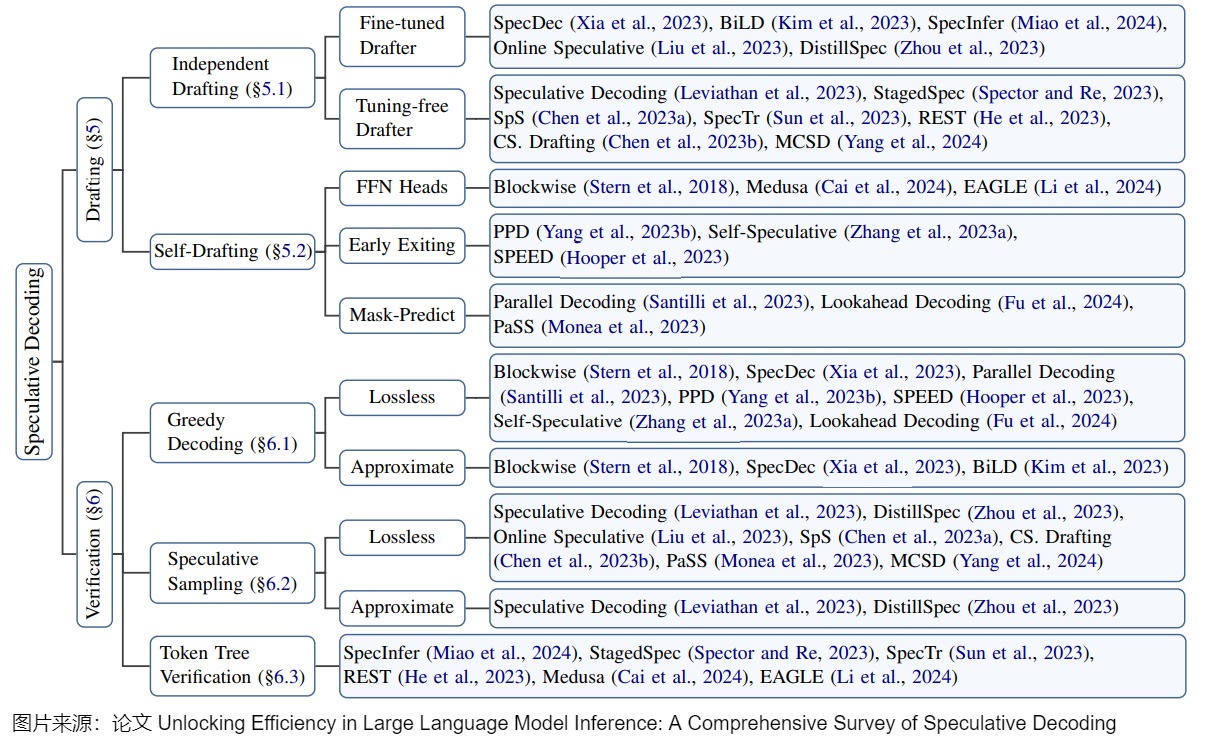 Speculative Decoding
Drafting (§5)
Independent
Drafting (§5.1)
Fine-tuned
Drafter
SpecDec (Xia et al., 2023), BiLD (Kim et al., 2023), SpecInfer (Miao et al., 2024),
Online Speculative (Liu et al., 2023), DistillSpec (Zhou et al., 2023)
Tuning-free
Drafter
Speculative Decoding (Leviathan et al., 2023), StagedSpec (Spector and Re, 2023),
SpS (Chen et al., 2023a), SpecTr (Sun et al., 2023), REST (He et al., 2023),
CS. Drafting (Chen et al., 2023b), MCSD (Yang et al., 2024)
Self-Drafting (§5.2)
FFN Heads
Blockwise (Stern et al., 2018), Medusa (Cai et al., 2024), EAGLE (Li et al., 2024)
Early Exiting
PPD (Yang et al., 2023b), Self-Speculative (Zhang et al., 2023a),
SPEED (Hooper et al., 2023)
Mask-Predict
Parallel Decoding (Santilli et al., 2023), Lookahead Decoding (Fu et al., 2024),
PaSS (Monea et al., 2023)
Verification (§6)
Greedy
Decoding (§6.1)
Lossless
Blockwise (Stern et al., 2018), SpecDec (Xia et al., 2023), Parallel Decoding
(Santilli et al., 2023), PPD (Yang et al., 2023b), SPEED (Hooper et al., 2023),
Self-Speculative (Zhang et al., 2023a), Lookahead Decoding (Fu et al., 2024)
Approximate
Blockwise (Stern et al., 2018), SpecDec (Xia et al., 2023), BiLD (Kim et al., 2023)
Speculative
Sampling (§6.2)
Lossless
Speculative Decoding (Leviathan et al., 2023), DistillSpec (Zhou et al., 2023),
Online Speculative (Liu et al., 2023), SpS (Chen et al., 2023a), CS. Drafting
(Chen et al., 2023b), PaSS (Monea et al., 2023), MCSD (Yang et al., 2024)
Approximate
Speculative Decoding (Leviathan et al., 2023), DistillSpec (Zhou et al., 2023)
Token Tree
Verification (§6.3)
SpecInfer (Miao et al., 2024), StagedSpec (Spector and Re, 2023), SpecTr (Sun et al., 2023),
REST (He et al., 2023), Medusa (Cai et al., 2024), EAGLE (Li et al., 2024)
图片来源：论文 Unlocking Efficiency in Large Language Model Inference: A Comprehensive Survey of Speculative Decoding